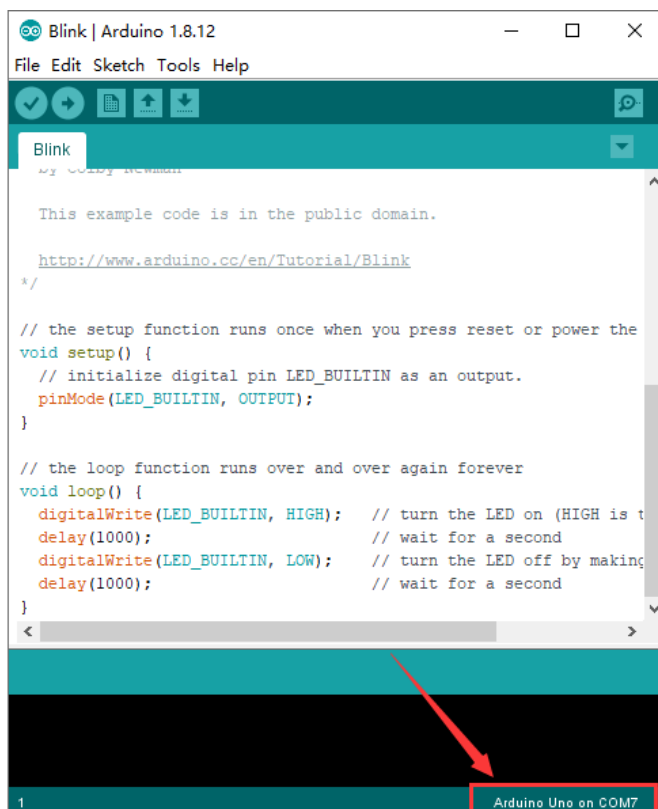 Blink | Arduino 1.8.12
File Edit Sketch Tools Help
Blink
by Colby Newman
This example code is in the public domain.
http://www.arduino.cc/en/Tutorial/Blink
*/
// the setup function runs once when you press reset or power the
void setup() {
// initialize digital pin LED_BUILTIN as an output.
pinMode(LED_BUILTIN, OUTPUT);
}
// the loop function runs over and over again forever
void loop() {
digitalWrite(LED_BUILTIN, HIGH);   // turn the LED on (HIGH is t
delay(1000);                       // wait for a second
digitalWrite(LED_BUILTIN, LOW);    // turn the LED off by making
delay(1000);                       // wait for a second
}
1 Arduino Uno on COM7